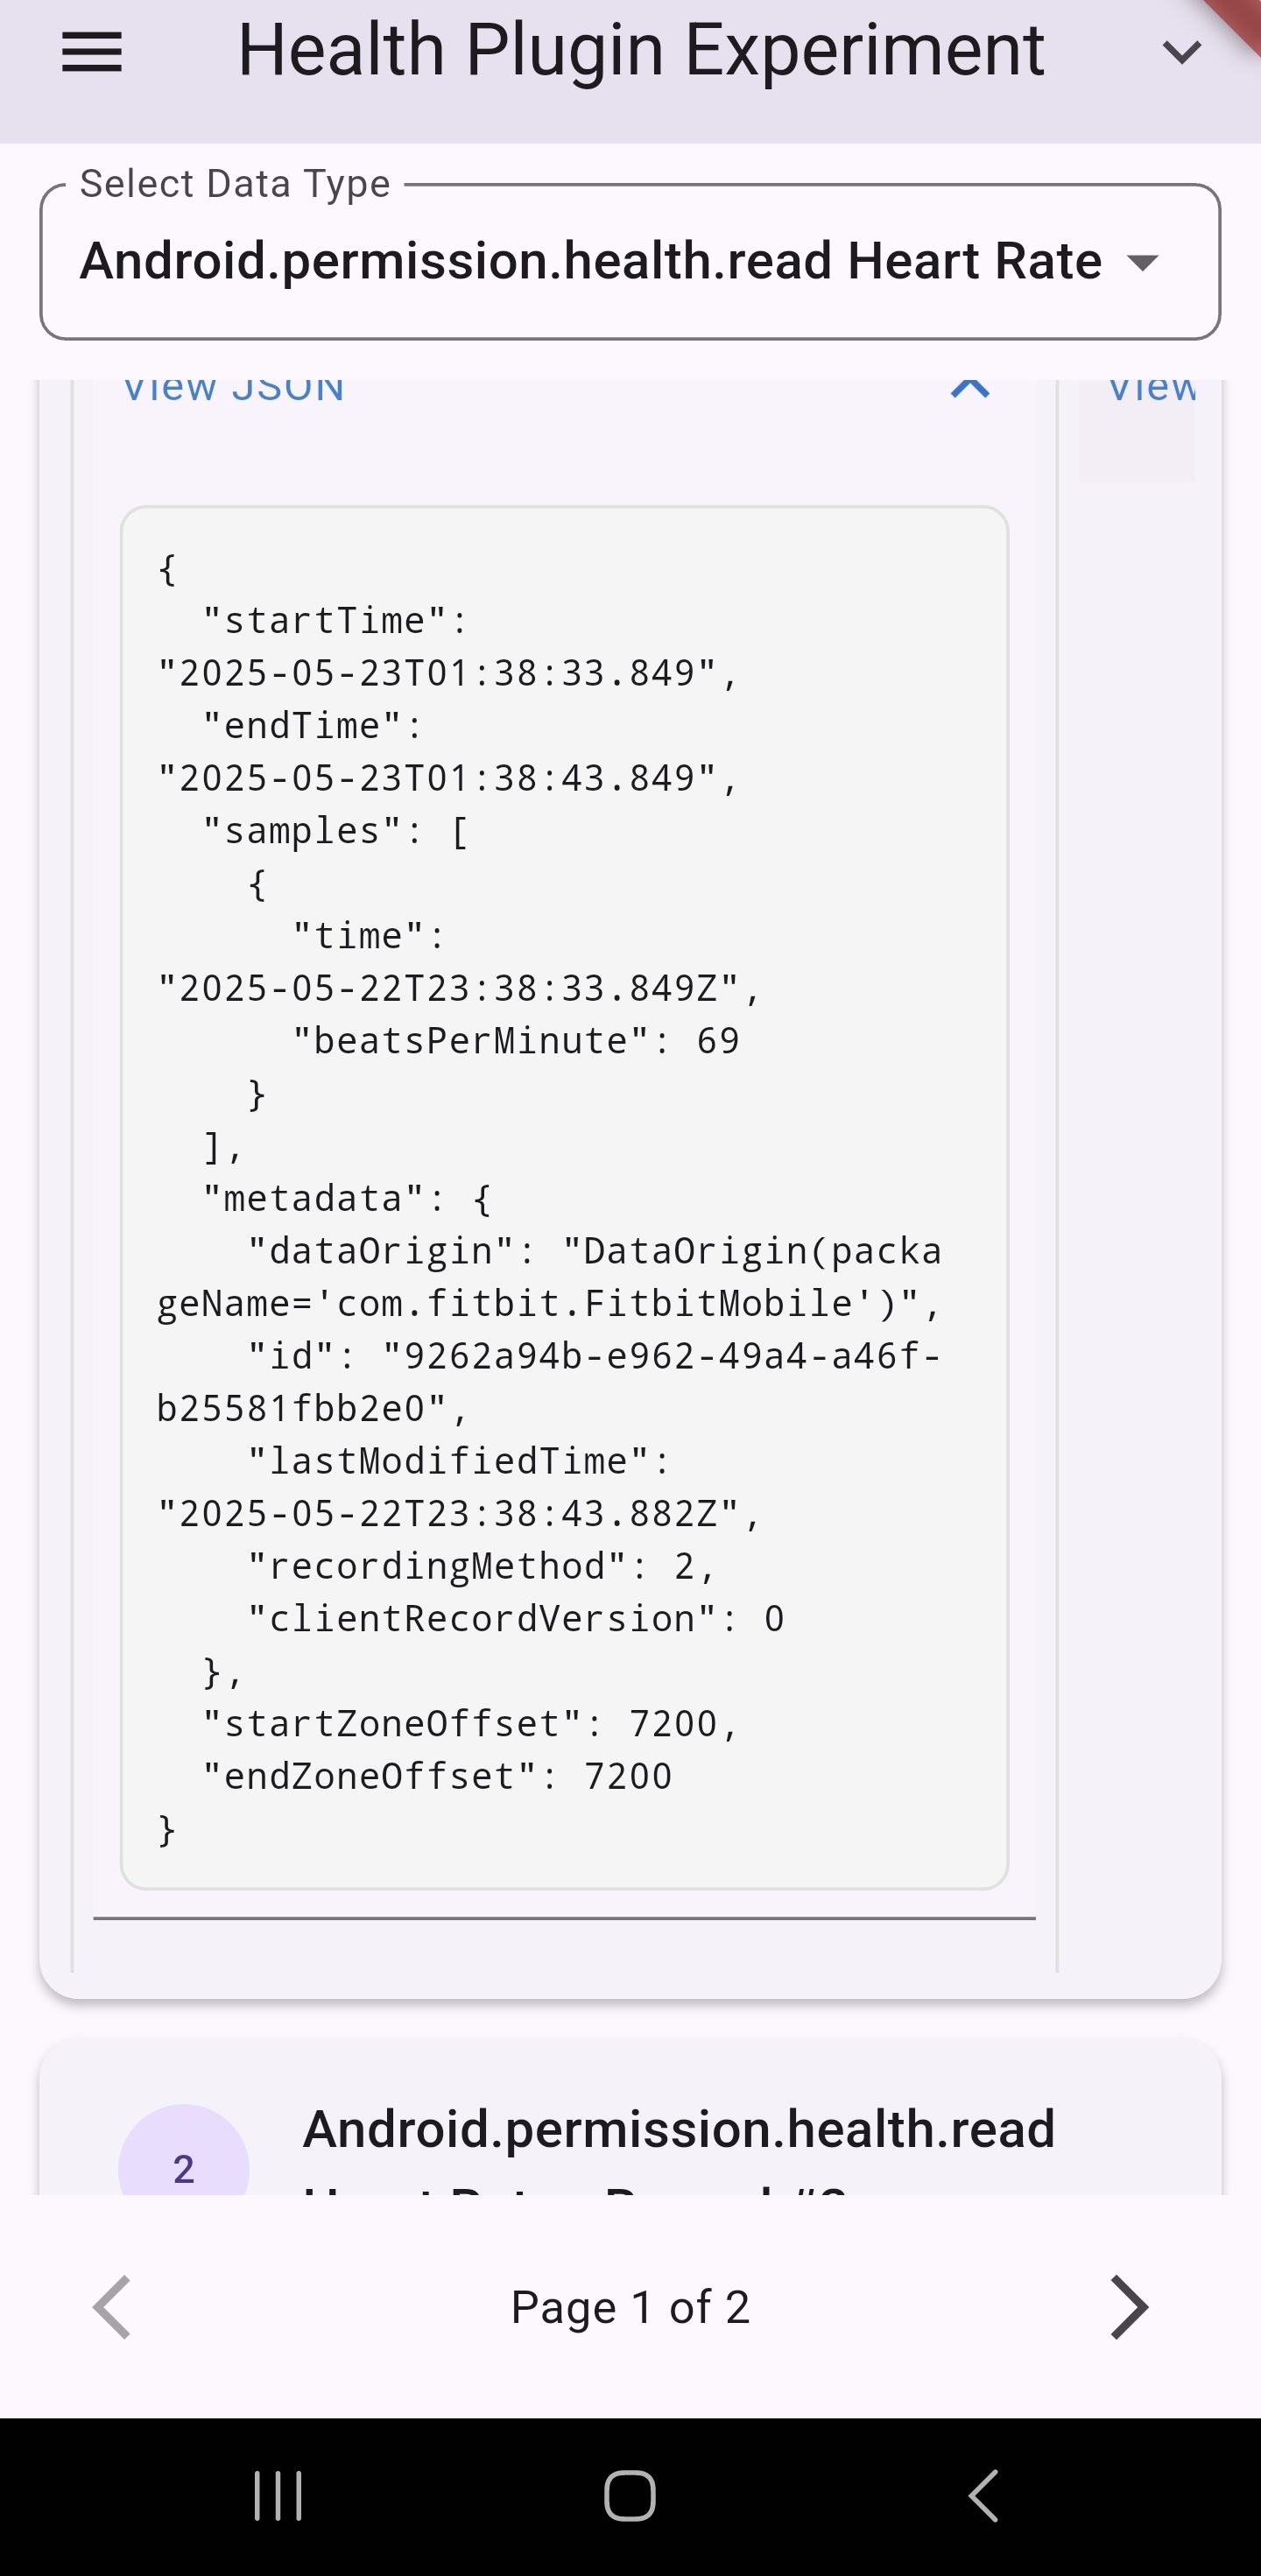 Health Plugin Experiment
Select Data Type
Android.permission.health.read Heart Rate
View JSON
View
{
  "startTime":
"2025-05-23T01:38:33.849",
  "endTime":
"2025-05-23T01:38:43.849",
  "samples": [
    {
      "time":
"2025-05-22T23:38:33.849Z",
      "beatsPerMinute": 69
    }
  ],
  "metadata": {
    "dataOrigin": "DataOrigin(packa
geName='com.fitbit.FitbitMobile')",
    "id": "9262a94b-e962-49a4-a46f-
b25581fbb2e0",
    "lastModifiedTime":
"2025-05-22T23:38:43.882Z",
    "recordingMethod": 2,
    "clientRecordVersion": 0
  },
  "startZoneOffset": 7200,
  "endZoneOffset": 7200
}
2
Android.permission.health.read
Page 1 of 2